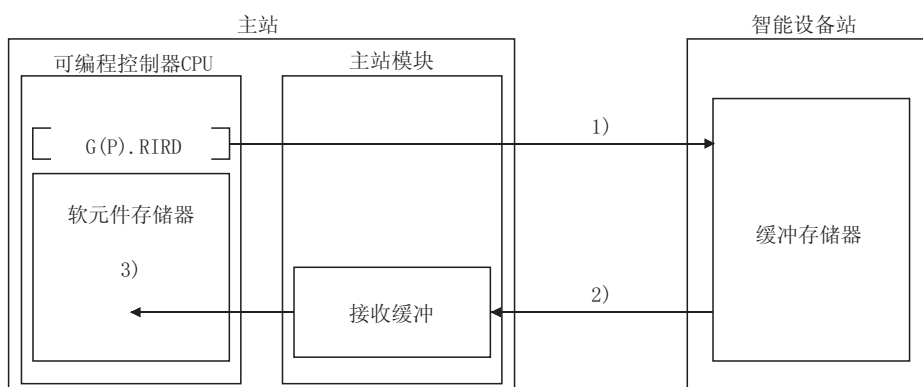 主站
智能设备站
可编程控制器CPU
主站模块
1)
G(P).RIRD
软元件存储器
缓冲存储器
3)
2)
接收缓冲